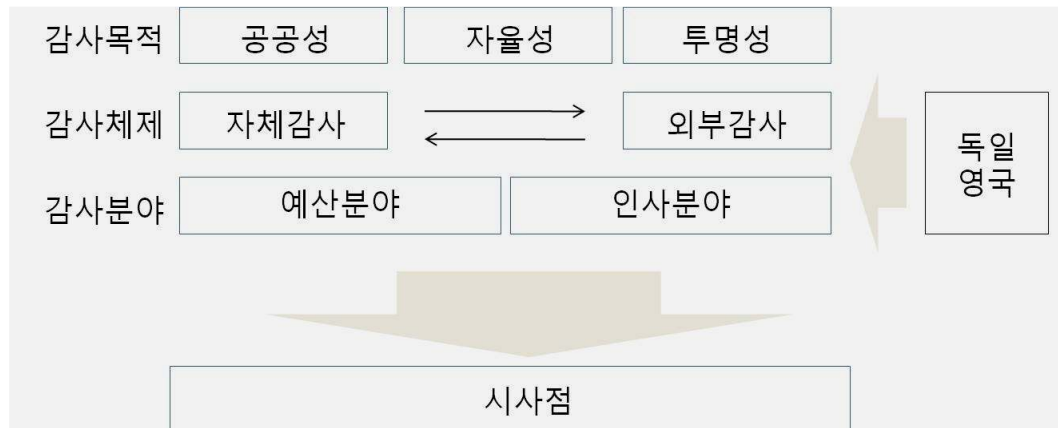 감사목적 공공성 자율성 투명성
감사체제 자체감사 외부감사
독일
영국
감사분야 예산분야 인사분야
시사점